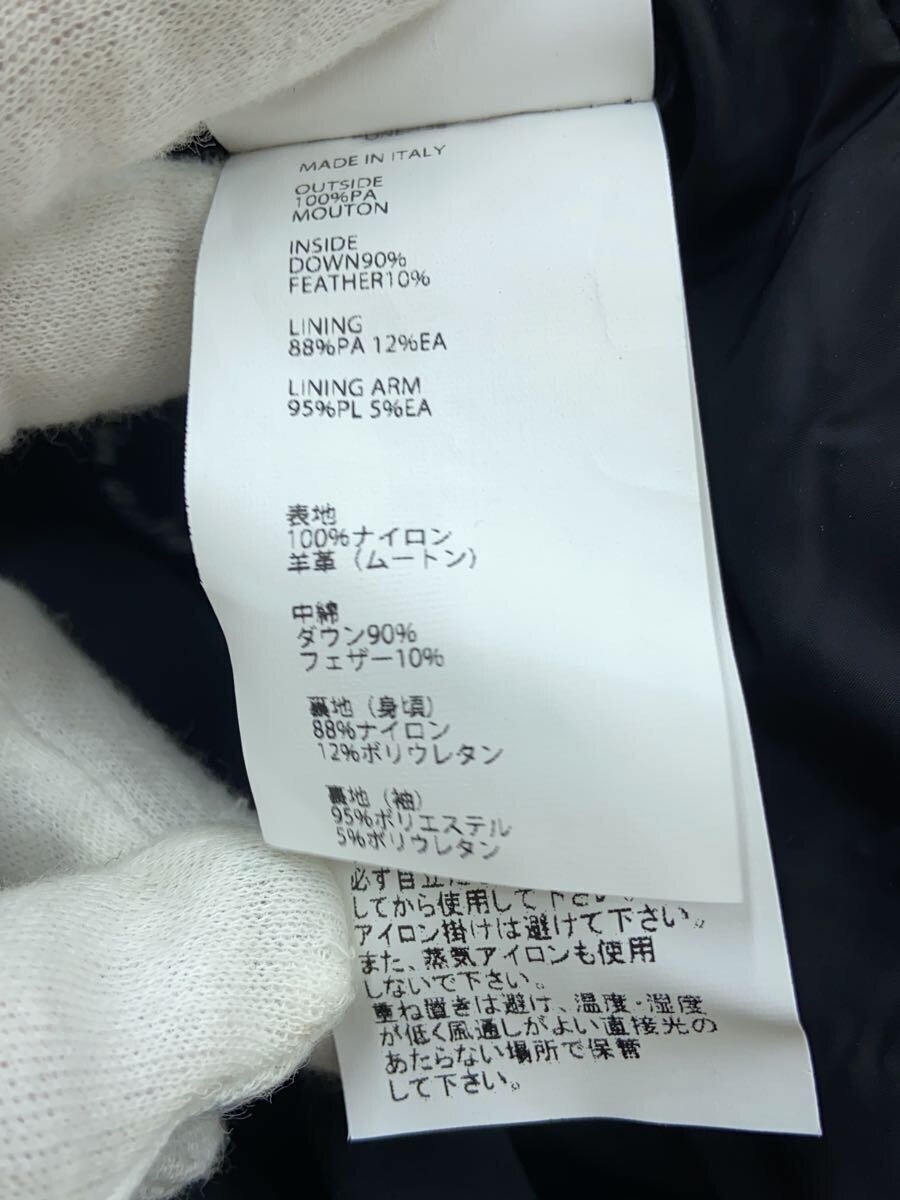 MADE IN ITALY
OUTSIDE
100%PA
MOUTON
INSIDE
DOWN90%
FEATHER10%
LINING
88%PA 12%EA
LINING ARM
95%PL 5%EA
表地
100%ナイロン
羊革（ムートン）
中綿
ダウン90%
フェザー10%
裏地（身頃）
88%ナイロン
12%ポリウレタン
裏地（袖）
95%ポリエステル
5%ポリウレタン
必ず目立た
してから使用して下さい。
アイロン掛けは避けて下さい。
また、蒸気アイロンも使用
しないで下さい。
重ね置きは避け、温度・湿度
が低く風通しがよい直接光の
あたらない場所で保管
して下さい。